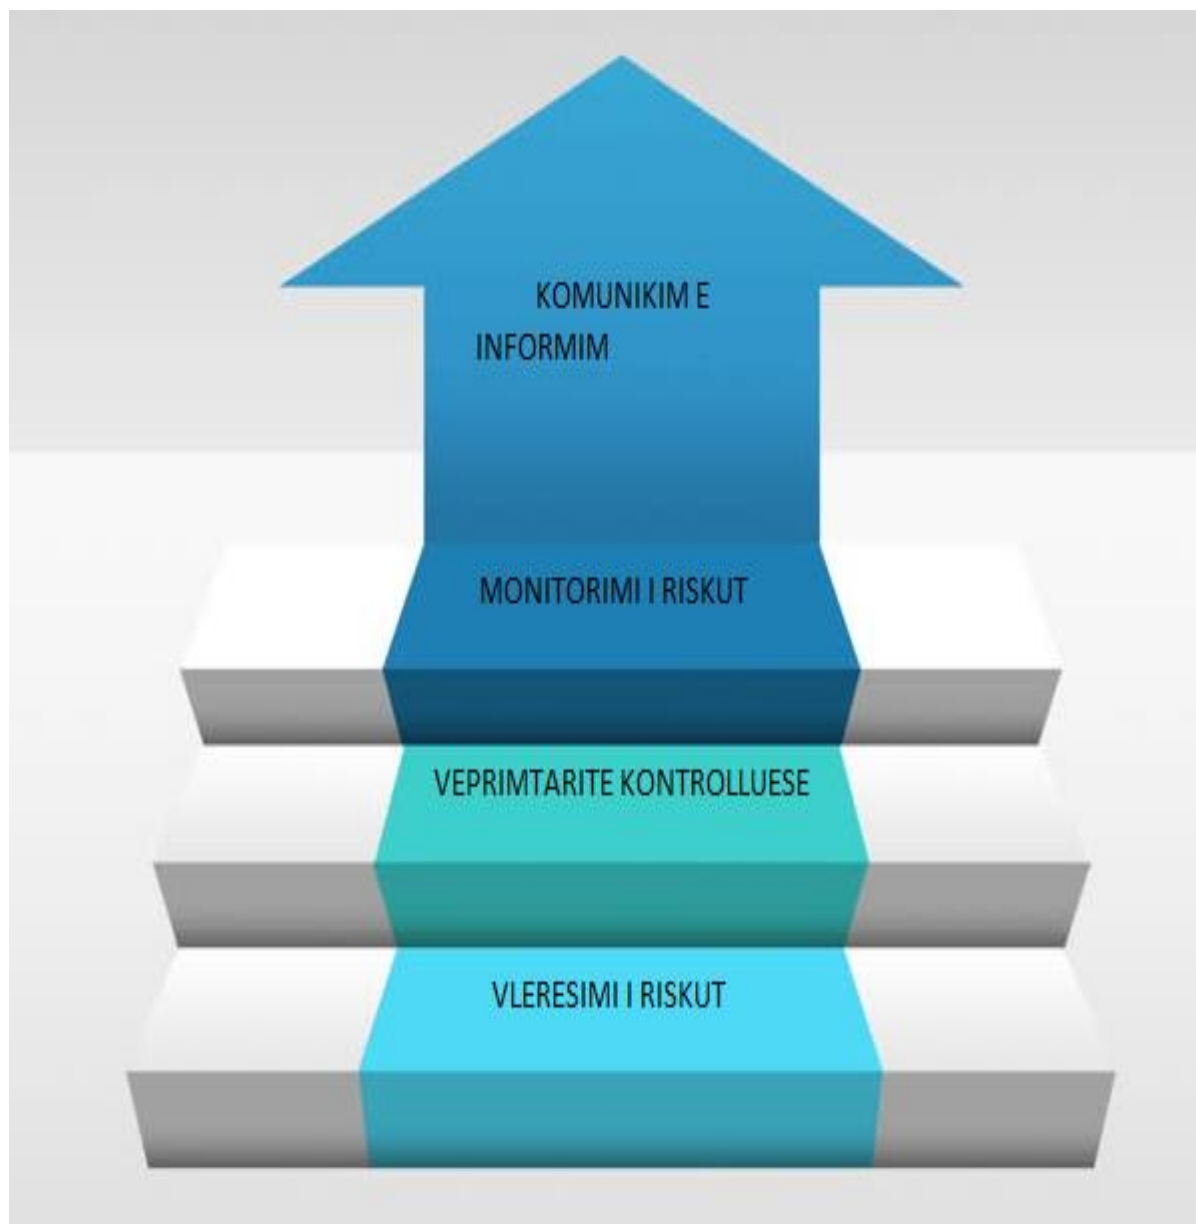 KOMUNIKIM E
INFORMIM
MONITORIMI I RISKUT
VEPRIMTARITE KONTROLLUESE
VLERESIMI I RISKUT